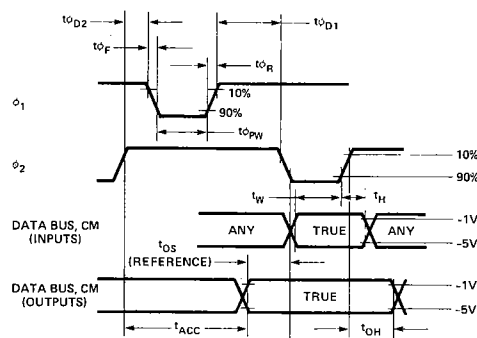 tϕD2
tϕD1
tϕF
tϕR
ϕ1
10%
90%
tϕPW
ϕ2
10%
90%
tW
tH
DATA BUS, CM
(INPUTS)
ANY
TRUE
ANY
-1V
-5V
tOS
(REFERENCE)
DATA BUS, CM
(OUTPUTS)
TRUE
-1V
-5V
tACC
tOH